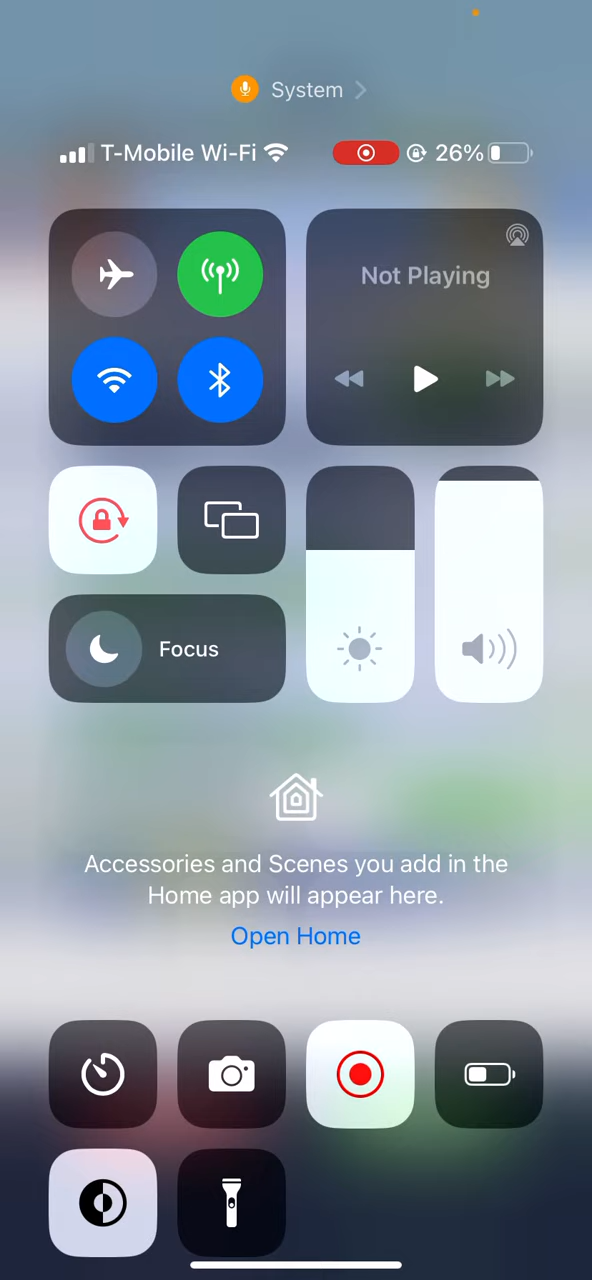 System
T-Mobile Wi-Fi 26%
Not Playing
Focus
Accessories and Scenes you add in the
Home app will appear here.
Open Home